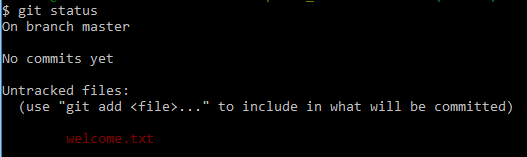 $ git status
On branch master
No commits yet
Untracked files:
(use "git add <file>..." to include in what will be committed)
welcome.txt